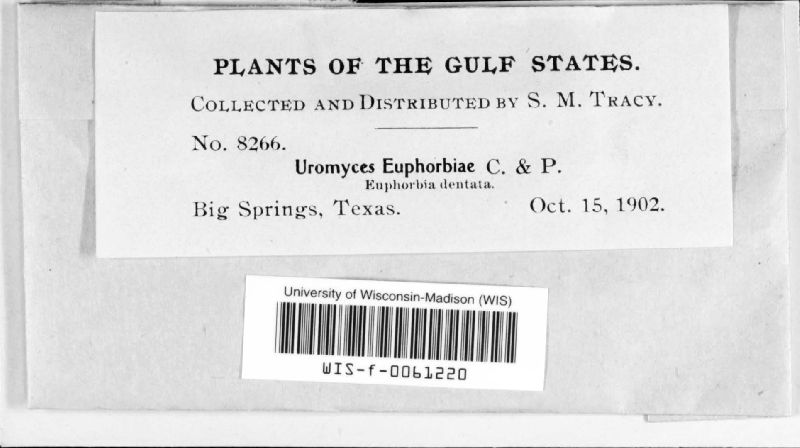 PLANTS OF THE GULF STATES.
COLLECTED AND DISTRIBUTED BY S. M. TRACY.
No. 8266.
Uromyces Euphorbiae C. & P.
Euphorbia dentata.
Big Springs, Texas. Oct. 15, 1902.
University of Wisconsin-Madison (WIS)
WIS-f-0061220